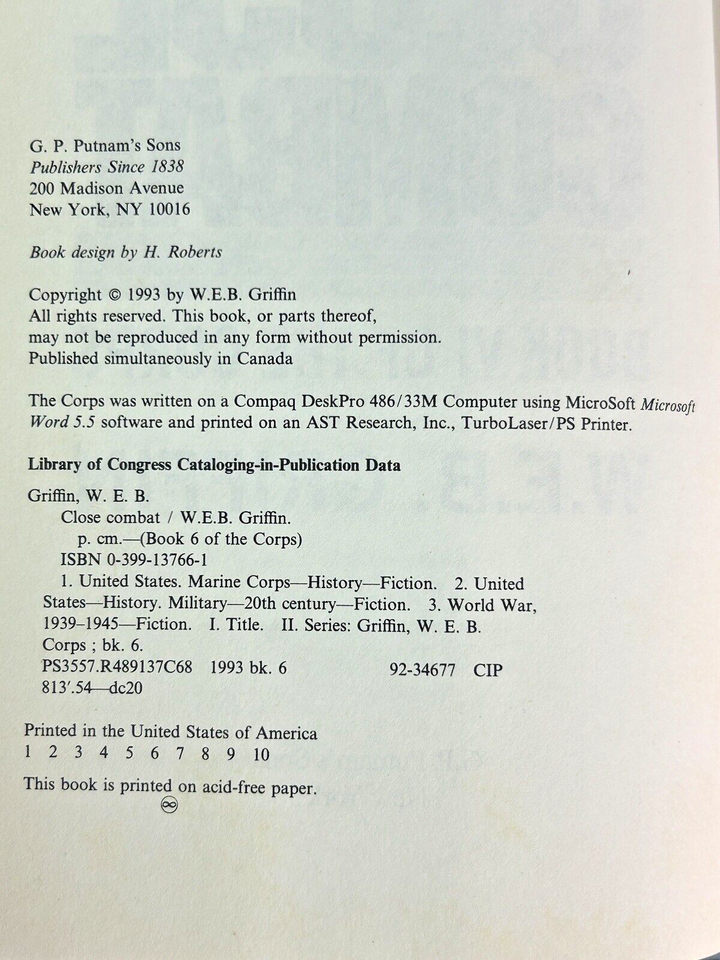 G. P. Putnam's Sons
Publishers Since 1838
200 Madison Avenue
New York, NY 10016
Book design by H. Roberts
Copyright © 1993 by W.E.B. Griffin
All rights reserved. This book, or parts thereof,
may not be reproduced in any form without permission.
Published simultaneously in Canada
The Corps was written on a Compaq DeskPro 486/33M Computer using MicroSoft Microsoft
Word 5.5 software and printed on an AST Research, Inc., TurboLaser/PS Printer.
Library of Congress Cataloging-in-Publication Data
Griffin, W. E. B.
Close combat / W.E.B. Griffin.
p. cm.—(Book 6 of the Corps)
ISBN 0-399-13766-1
1. United States. Marine Corps—History—Fiction. 2. United
States—History. Military—20th century—Fiction. 3. World War,
1939–1945—Fiction. I. Title. II. Series: Griffin, W. E. B.
Corps ; bk. 6.
PS3557.R489137C68 1993 bk. 6 92-34677 CIP
813'.54—dc20
Printed in the United States of America
1 2 3 4 5 6 7 8 9 10
This book is printed on acid-free paper.
♾